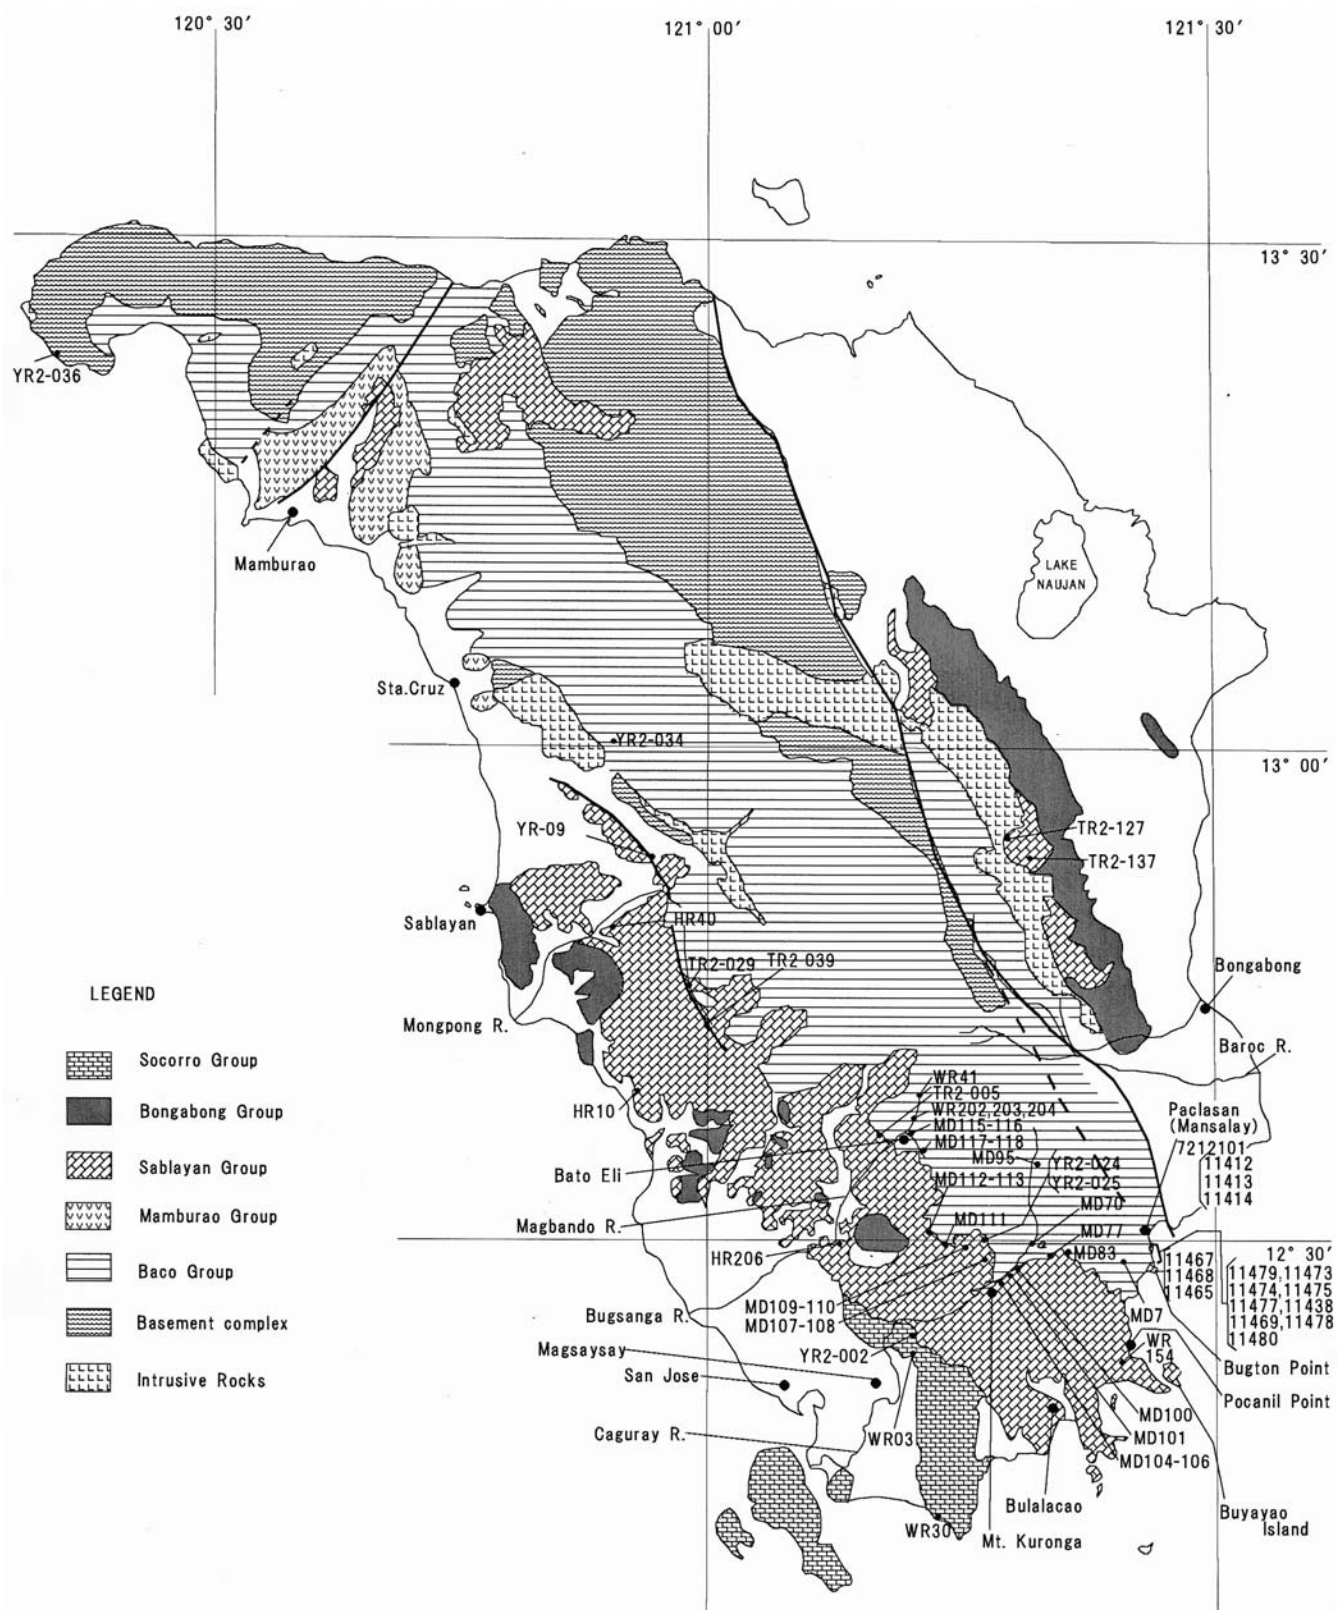 120° 30′
121° 00′
121° 30′
13° 30′
YR2-036
LAKE
NAUJAN
Mamburao
Sta.Cruz
YR2-034
13° 00′
YR-09
TR2-127
TR2-137
Sablayan
HR40
TR2-029
TR2-039
Bongabong
LEGEND
Mongpong R.
Baroc R.
Socorro Group
WR41
TR2-005
HR10
WR202,203,204
Paclasan
(Mansalay)
Bongabong Group
MD115-116
MD117-118
7212101
11412
11413
11414
Sablayan Group
Bato Eli
MD95
YR2-024
YR2-025
MD112-113
MD70
Mamburao Group
Magbando R.
MD111
MD77
MD83
12° 30′
HR206
a
11467
11468
11465
11479,11473
11474,11475
11477,11438
11469,11478
11480
Baco Group
MD109-110
MD107-108
Bugsanga R.
MD7
Basement complex
Magsaysay
YR2-002
WR
154
Bugton Point
San Jose
Pocanil Point
Intrusive Rocks
MD100
MD101
MD104-106
Caguray R.
WR03
Bulalacao
Buyayao
Island
WR30
Mt. Kuronga